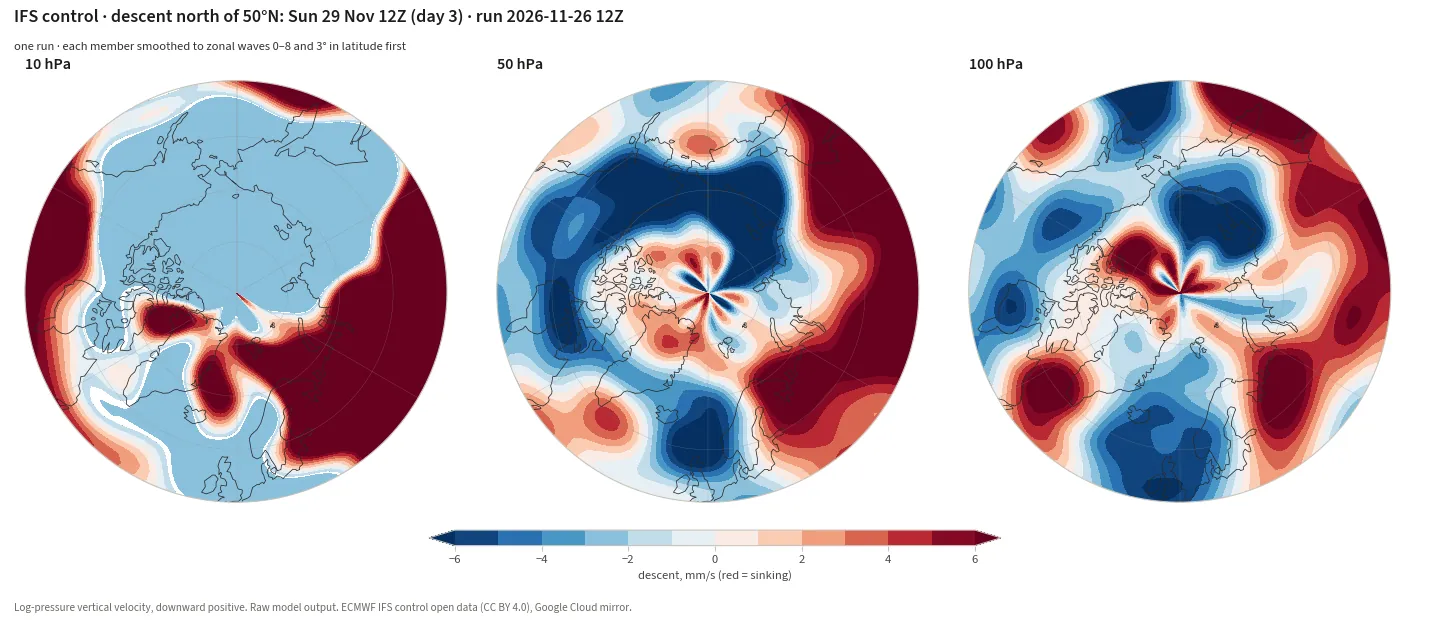 IFS control · descent north of 50°N: Sun 29 Nov 12Z (day 3) · run 2026-11-26 12Z
one run · each member smoothed to zonal waves 0–8 and 3° in latitude first
10 hPa
50 hPa
100 hPa
−6
−4
−2
0
2
4
6
descent, mm/s (red = sinking)
Log-pressure vertical velocity, downward positive. Raw model output. ECMWF IFS control open data (CC BY 4.0), Google Cloud mirror.